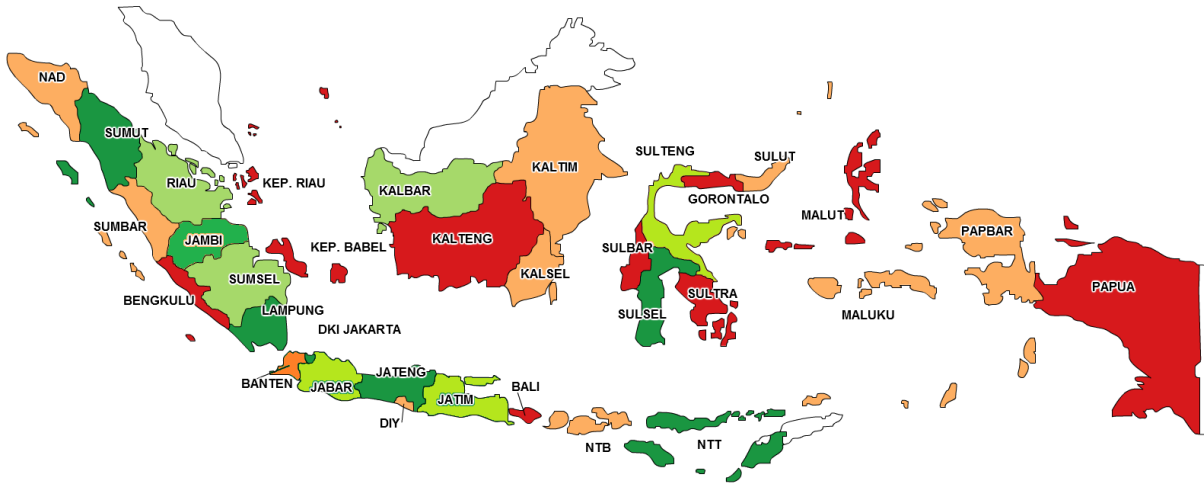 NAD
SUMUT
RIAU
KEP. RIAU
SUMBAR
JAMBI
KEP. BABEL
SUMSEL
BENGKULU
LAMPUNG
DKI JAKARTA
BANTEN
JABAR
JATENG
DIY
JATIM
BALI
NTB
NTT
KALBAR
KALTIM
KALTENG
KALSEL
SULTENG
SULUT
GORONTALO
SULBAR
SULSEL
SULTRA
MALUT
MALUKU
PAPBAR
PAPUA